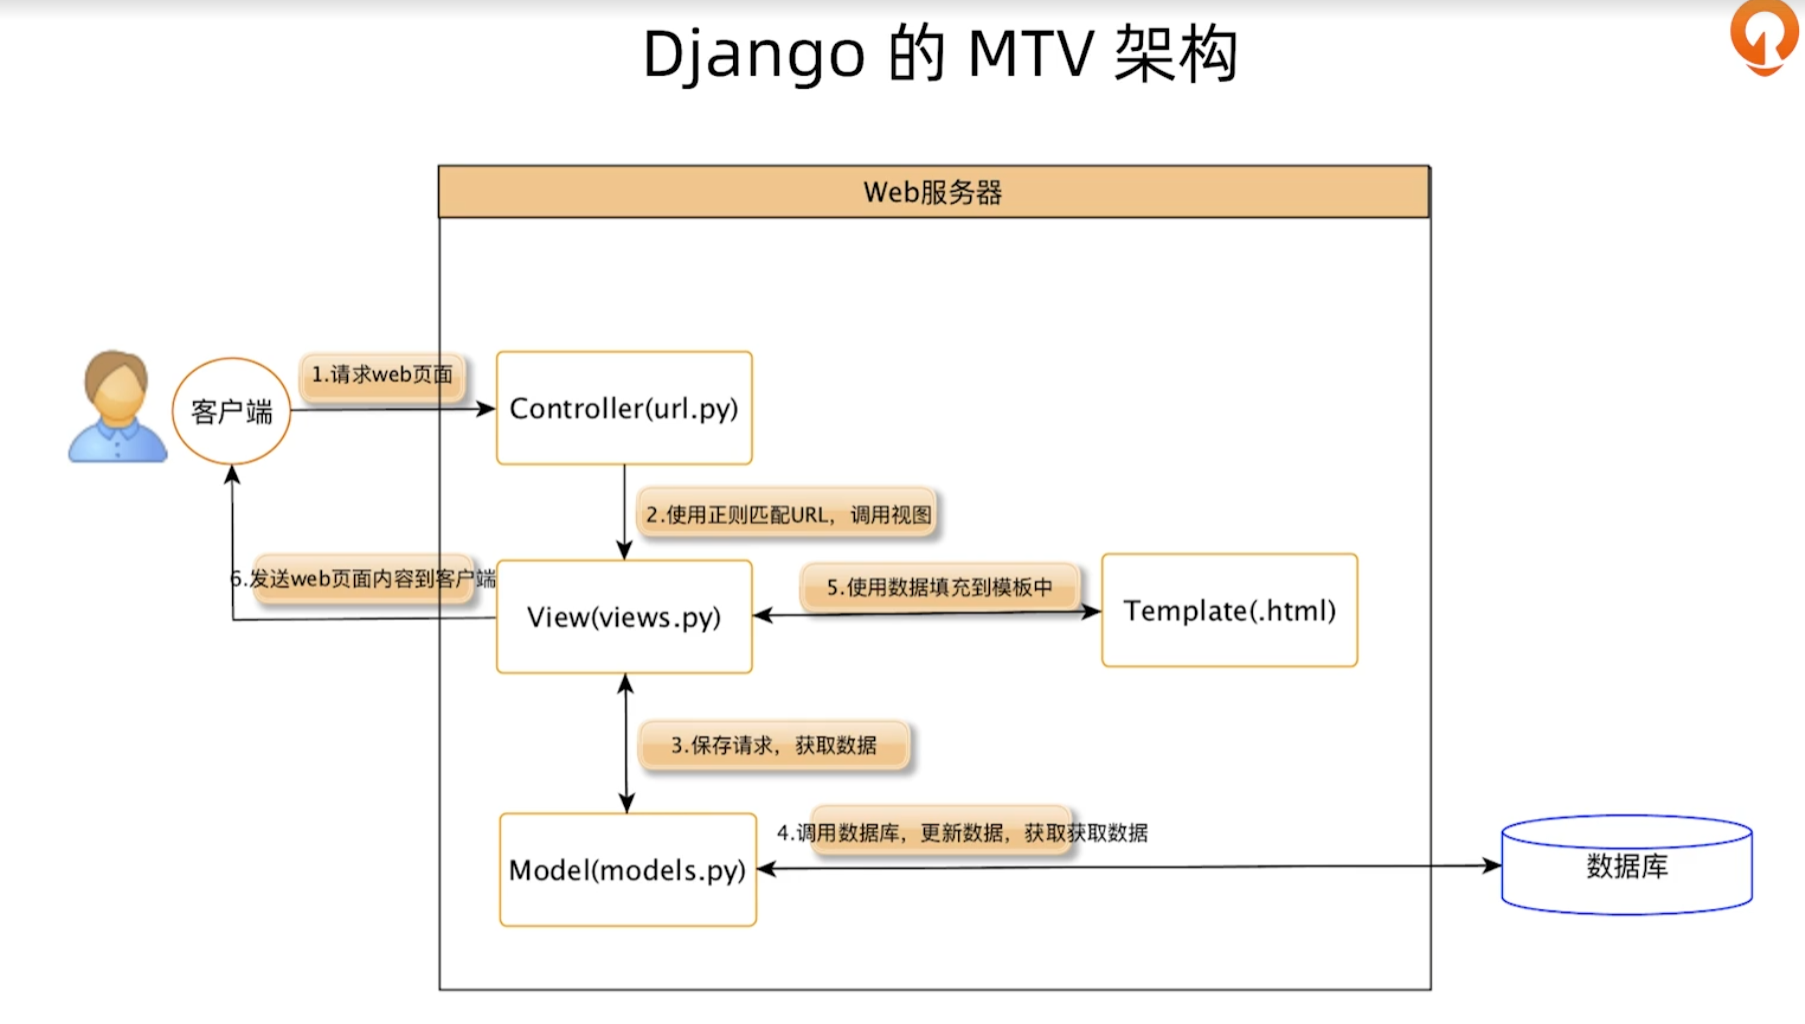 Django 的 MTV 架构
Web服务器
1.请求web页面
客户端
Controller(url.py)
2.使用正则匹配URL，调用视图
6.发送web页面内容到客户端
View(views.py)
5.使用数据填充到模板中
Template(.html)
3.保存请求，获取数据
4.调用数据库，更新数据，获取获取数据
Model(models.py)
数据库